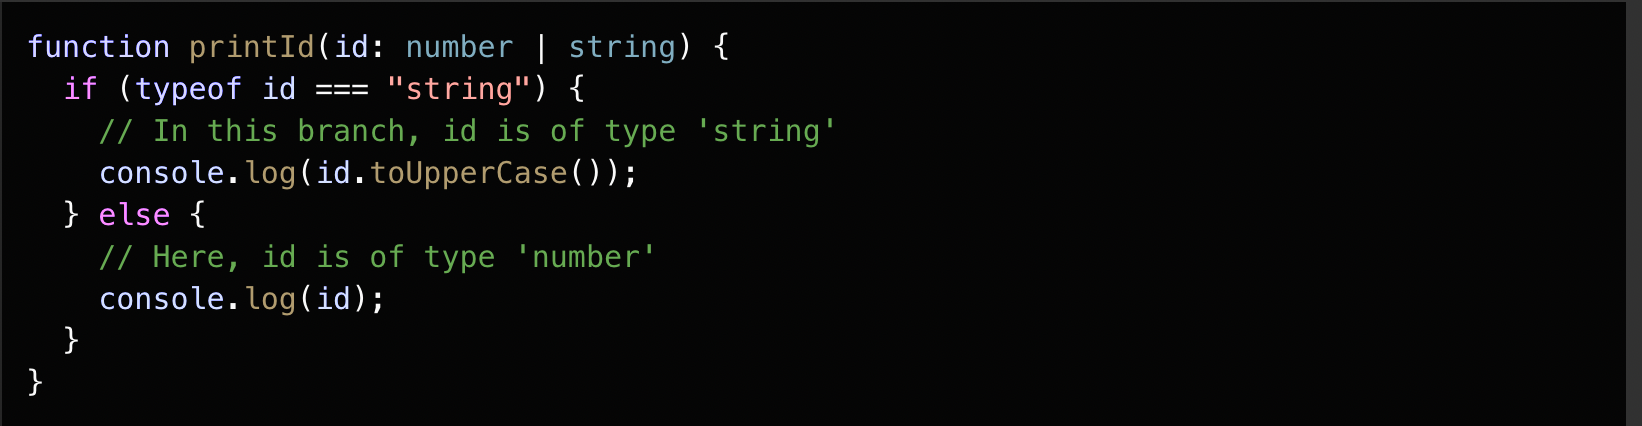 function printId(id: number | string) {
  if (typeof id === "string") {
    // In this branch, id is of type 'string'
    console.log(id.toUpperCase());
  } else {
    // Here, id is of type 'number'
    console.log(id);
  }
}